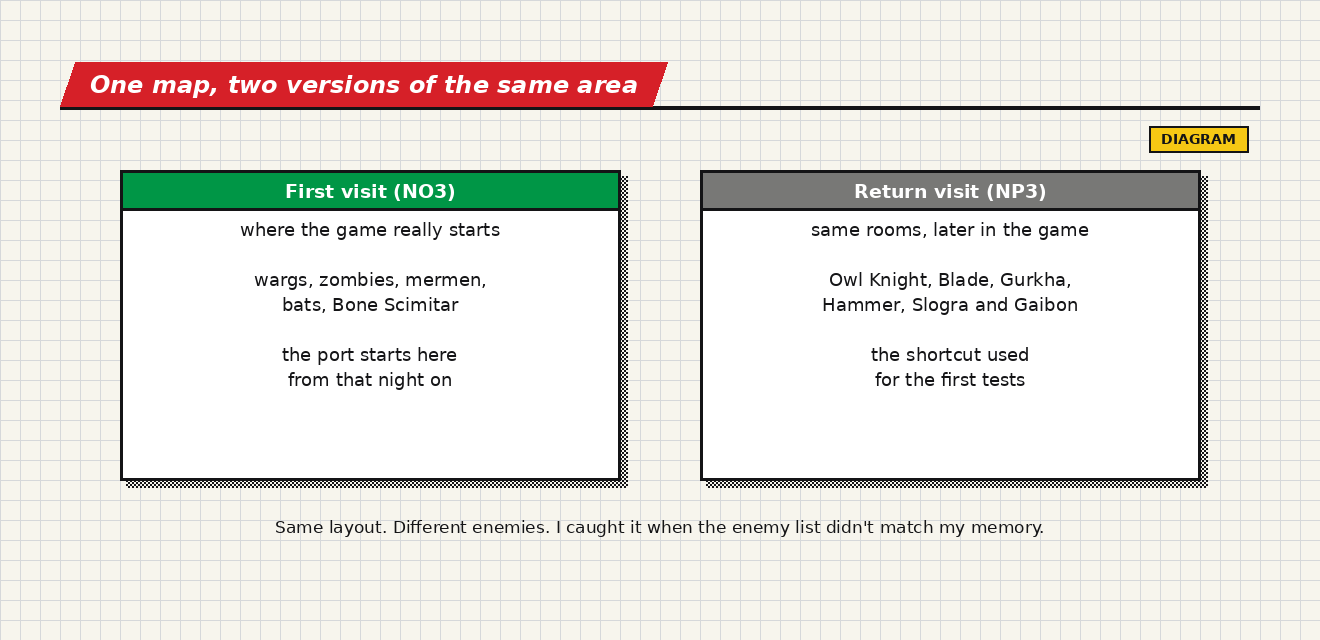 One map, two versions of the same area
DIAGRAM
First visit (NO3)
where the game really starts
wargs, zombies, mermen,
bats, Bone Scimitar
the port starts here
from that night on
Return visit (NP3)
same rooms, later in the game
Owl Knight, Blade, Gurkha,
Hammer, Slogra and Gaibon
the shortcut used
for the first tests
Same layout. Different enemies. I caught it when the enemy list didn't match my memory.